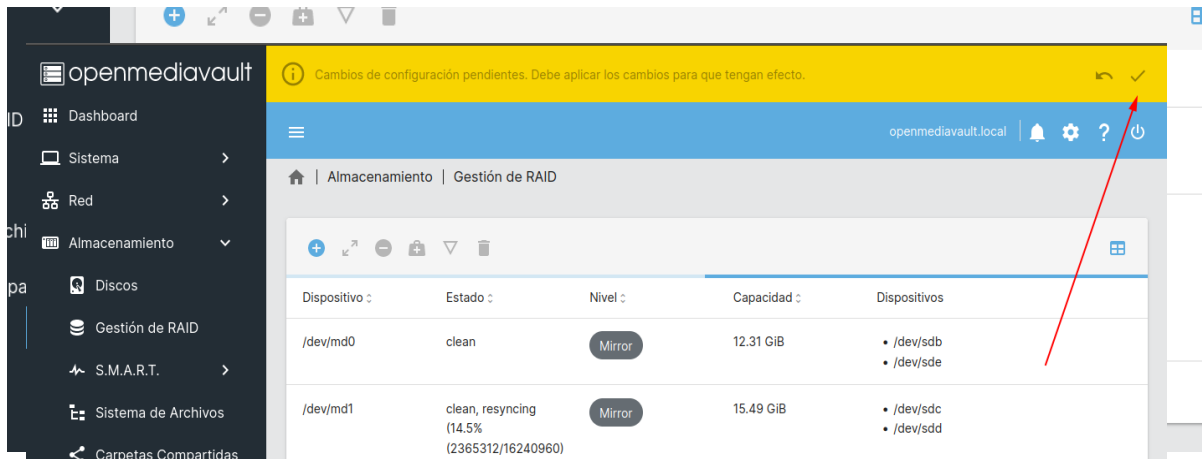 openmediavault
Cambios de configuración pendientes. Debe aplicar los cambios para que tengan efecto.
ID
Dashboard
openmediavault.local
Sistema
| Almacenamiento | Gestión de RAID
Red
chi
Almacenamiento
pa
Discos
Gestión de RAID
S.M.A.R.T.
Sistema de Archivos
Carpetas Compartidas
Dispositivo Estado Nivel Capacidad Dispositivos
/dev/md0 clean Mirror 12.31 GiB • /dev/sdb
• /dev/sde
/dev/md1 clean, resyncing Mirror 15.49 GiB • /dev/sdc
(14.5% • /dev/sdd
(2365312/16240960)